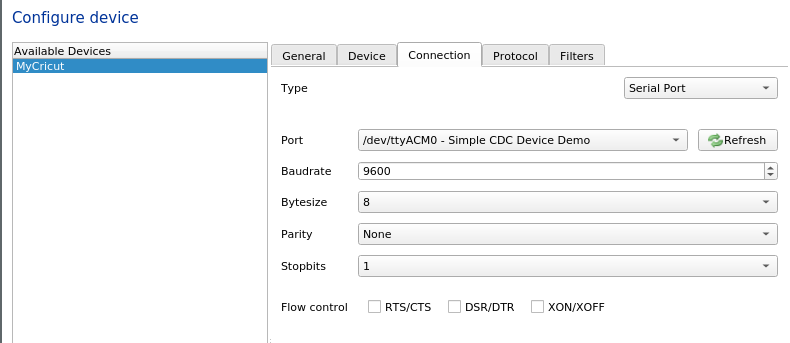 Configure device
Available Devices
MyCricut
General Device Connection Protocol Filters
Type Serial Port
Port /dev/ttyACM0 - Simple CDC Device Demo Refresh
Baudrate 9600
Bytesize 8
Parity None
Stopbits 1
Flow control RTS/CTS DSR/DTR XON/XOFF